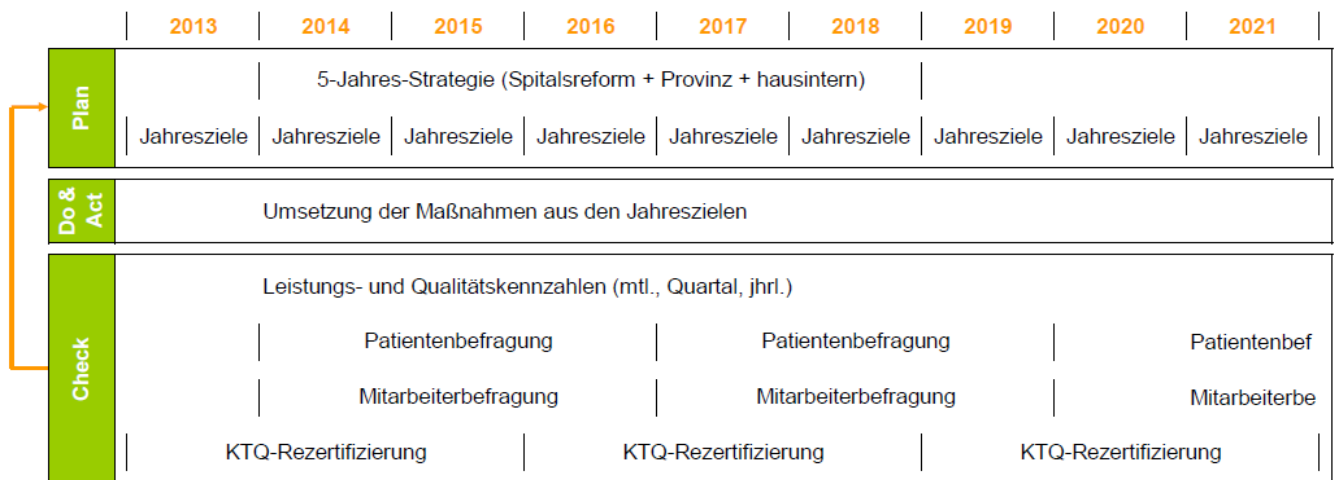 2013 2014 2015 2016 2017 2018 2019 2020 2021
Plan
5-Jahres-Strategie (Spitalsreform + Provinz + hausintern)
Jahresziele Jahresziele Jahresziele Jahresziele Jahresziele Jahresziele Jahresziele Jahresziele Jahresziele
Do &
Act
Umsetzung der Maßnahmen aus den Jahreszielen
Check
Leistungs- und Qualitätskennzahlen (mtl., Quartal, jhrl.)
Patientenbefragung Patientenbefragung Patientenbef
Mitarbeiterbefragung Mitarbeiterbefragung Mitarbeiterbe
KTQ-Rezertifizierung KTQ-Rezertifizierung KTQ-Rezertifizierung